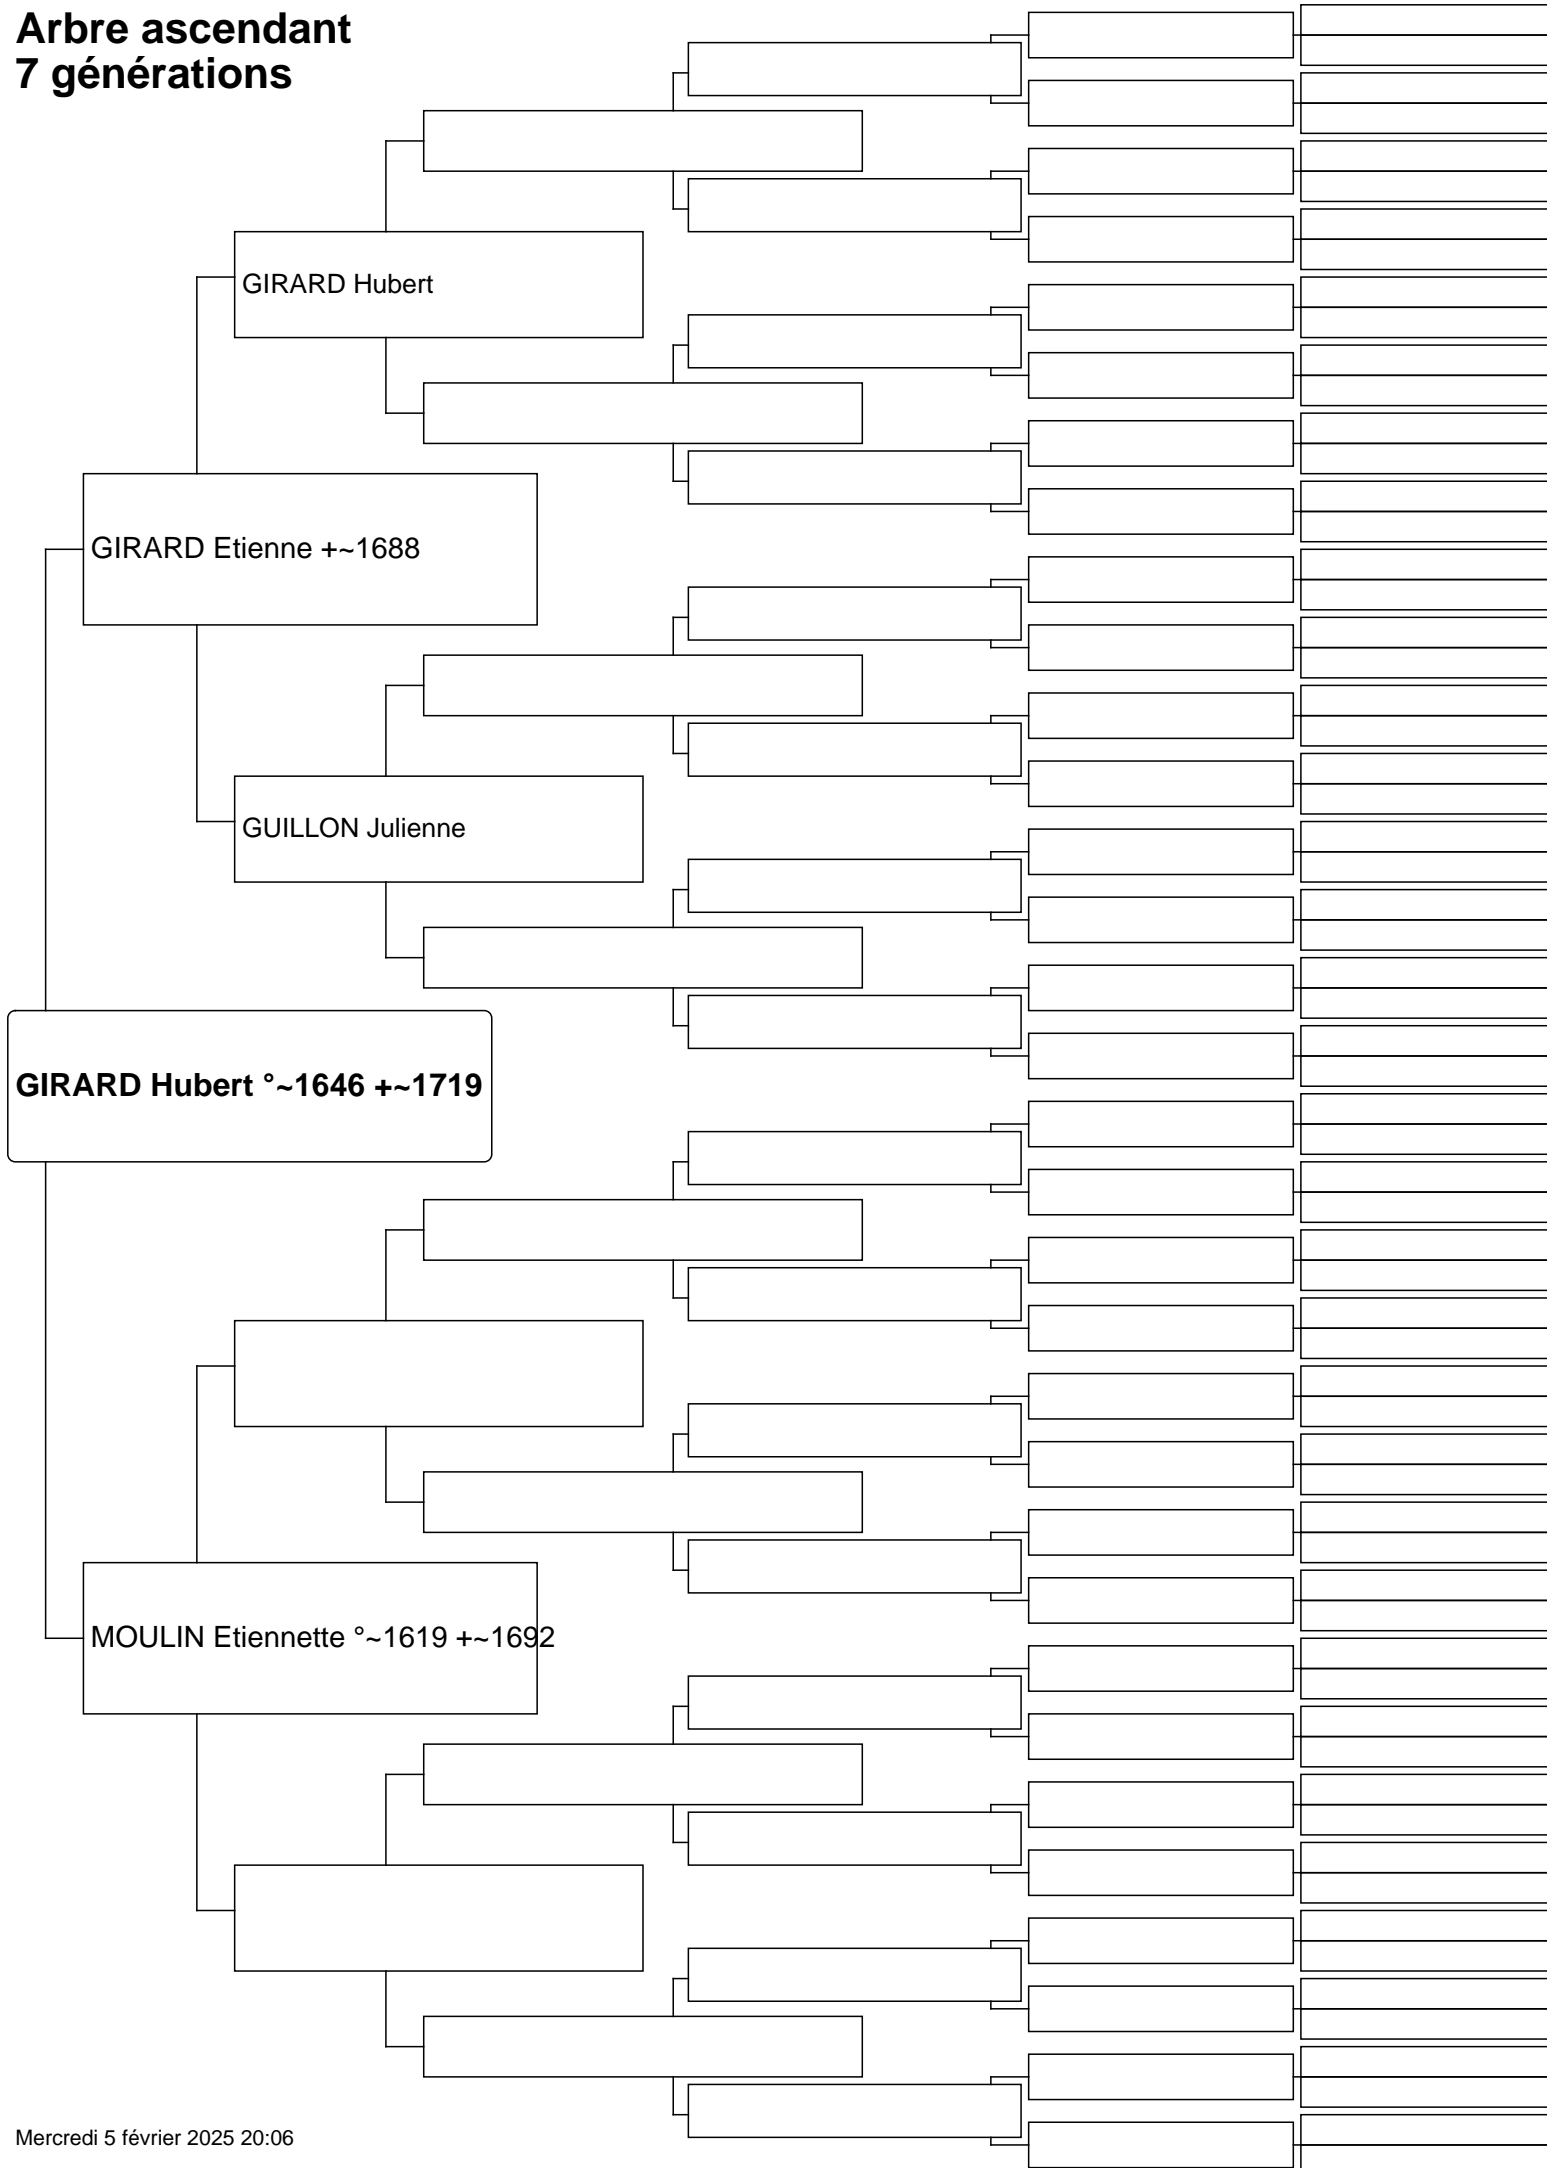 Arbre ascendant
7 générations
GIRARD Hubert
GIRARD Etienne +~1688
GUILLON Julienne
GIRARD Hubert °~1646 +~1719
MOULIN Etiennette °~1619 +~1692
Mercredi 5 février 2025 20:06